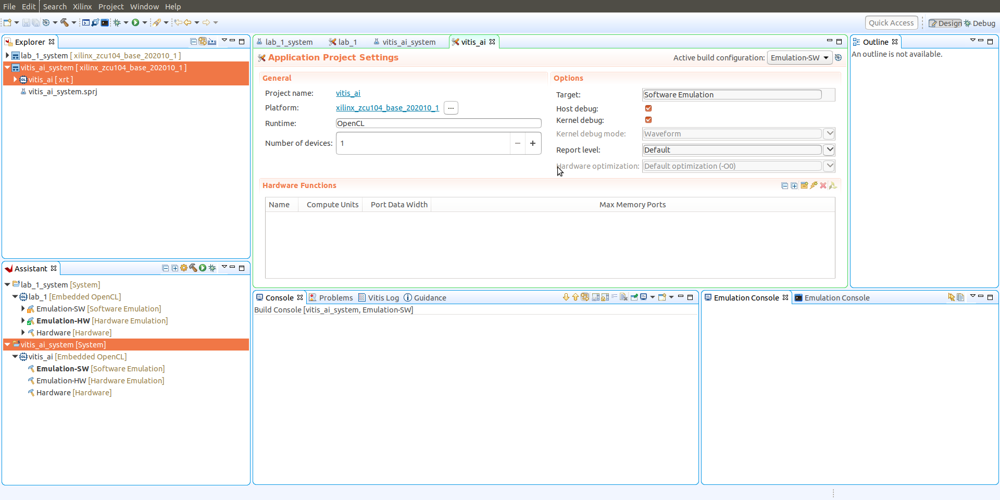 File Edit Search Xilinx Project Window Help
Quick Access Design Debug
Explorer
lab_1_system [ xilinx_zcu104_base_202010_1 ]
vitis_ai_system [ xilinx_zcu104_base_202010_1 ]
vitis_ai [ xrt ]
vitis_ai_system.sprj
lab_1_system lab_1 vitis_ai_system vitis_ai
Application Project Settings
Active build configuration: Emulation-SW
General
Project name: vitis_ai
Platform: xilinx_zcu104_base_202010_1 ...
Runtime: OpenCL
Number of devices: 1
Options
Target: Software Emulation
Host debug:
Kernel debug:
Kernel debug mode: Waveform
Report level: Default
Hardware optimization: Default optimization (-O0)
Hardware Functions
Name Compute Units Port Data Width Max Memory Ports
Outline
An outline is not available.
Assistant
lab_1_system [System]
lab_1 [Embedded OpenCL]
Emulation-SW [Software Emulation]
Emulation-HW [Hardware Emulation]
Hardware [Hardware]
vitis_ai_system [System]
vitis_ai [Embedded OpenCL]
Emulation-SW [Software Emulation]
Emulation-HW [Hardware Emulation]
Hardware [Hardware]
Console Problems Vitis Log Guidance
Build Console [vitis_ai_system, Emulation-SW]
Emulation Console Emulation Console